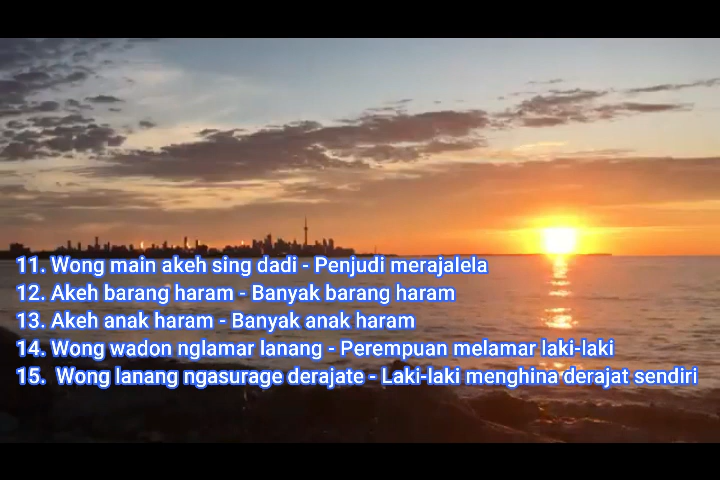 11. Wong main akeh sing dadi - Penjudi merajalela
12. Akeh barang haram - Banyak barang haram
13. Akeh anak haram - Banyak anak haram
14. Wong wadon nglamar lanang - Perempuan melamar laki-laki
15.  Wong lanang ngasurage derajate - Laki-laki menghina derajat sendiri